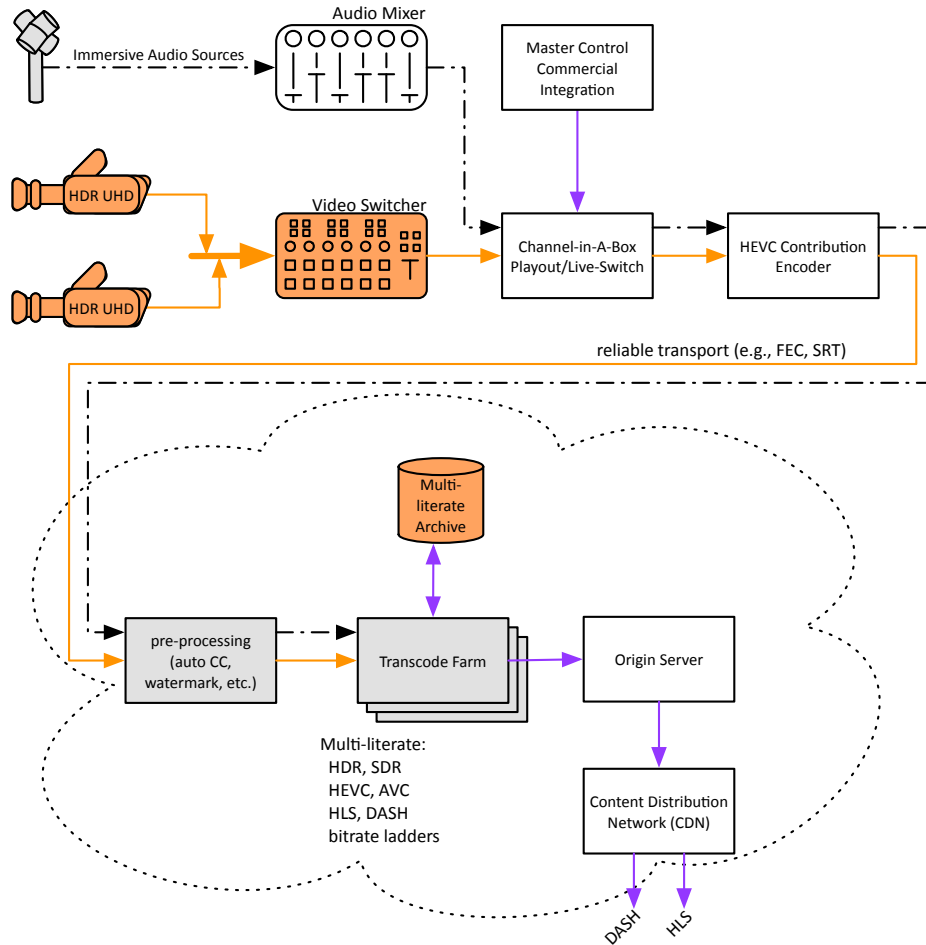 Audio Mixer
Immersive Audio Sources
Master Control
Commercial
Integration
HDR UHD
Video Switcher
HDR UHD
Channel-in-A-Box
Playout/Live-Switch
HEVC Contribution
Encoder
reliable transport (e.g., FEC, SRT)
Multi-
literate
Archive
pre-processing
(auto CC,
watermark, etc.)
Transcode Farm
Origin Server
Multi-literate:
HDR, SDR
HEVC, AVC
HLS, DASH
bitrate ladders
Content Distribution
Network (CDN)
DASH
HLS